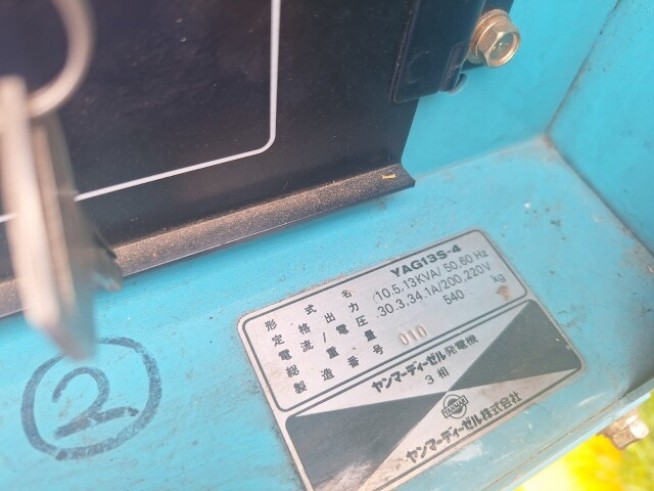 形式名 YAG13S-4
定格出力 10.5.13KVA/50.60Hz
電流/電圧 30.3.34.1A/200.220V
総重量 540 kg
製造番号 010
ヤンマーディーゼル発電機
3相
YANMAR
ヤンマーディーゼル株式会社
2